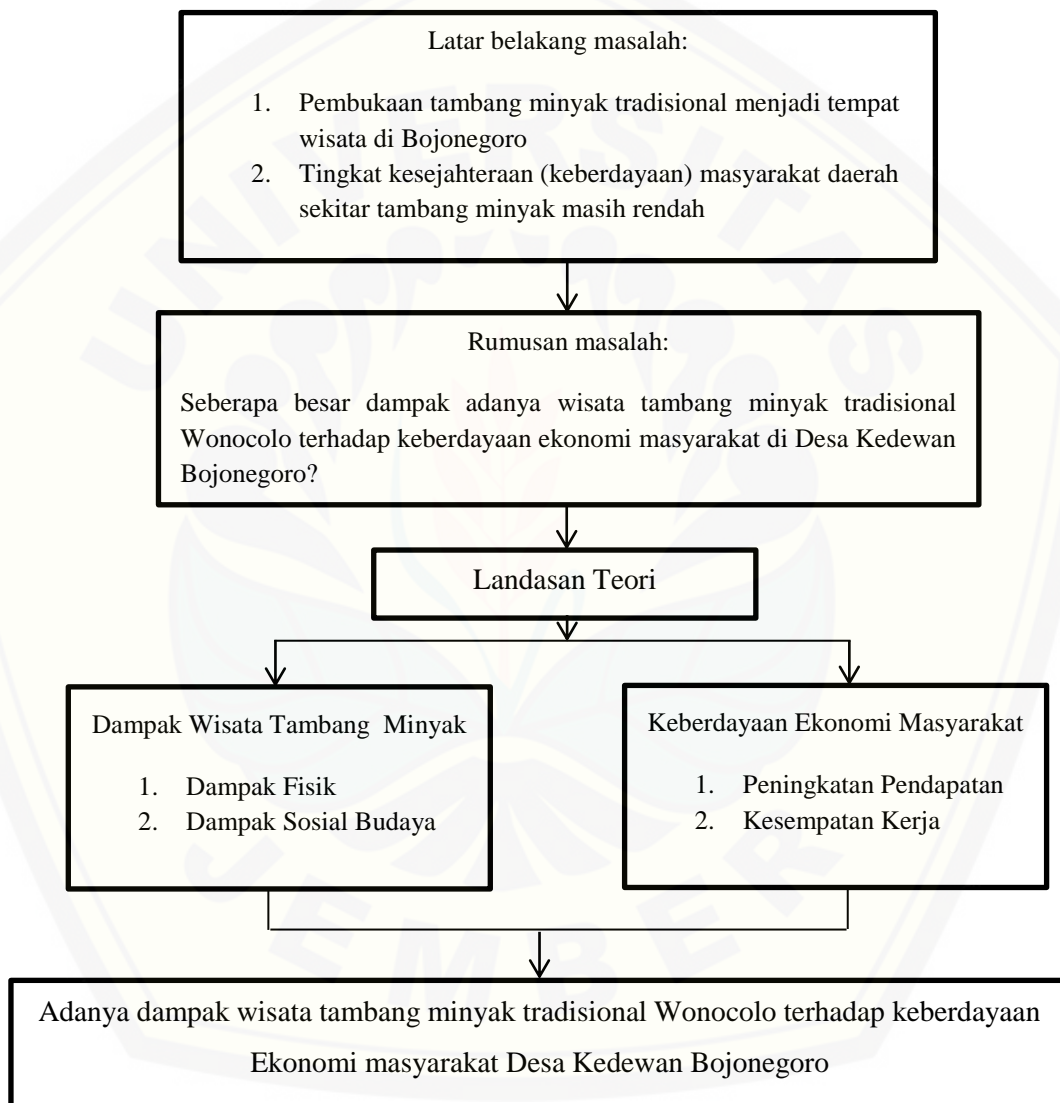 Latar belakang masalah:
1. Pembukaan tambang minyak tradisional menjadi tempat
wisata di Bojonegoro
2. Tingkat kesejahteraan (keberdayaan) masyarakat daerah
sekitar tambang minyak masih rendah
Rumusan masalah:
Seberapa besar dampak adanya wisata tambang minyak tradisional
Wonocolo terhadap keberdayaan ekonomi masyarakat di Desa Kedewan
Bojonegoro?
Landasan Teori
Dampak Wisata Tambang Minyak
1. Dampak Fisik
2. Dampak Sosial Budaya
Keberdayaan Ekonomi Masyarakat
1. Peningkatan Pendapatan
2. Kesempatan Kerja
Adanya dampak wisata tambang minyak tradisional Wonocolo terhadap keberdayaan
Ekonomi masyarakat Desa Kedewan Bojonegoro
UNIVERSITAS
JEMBER